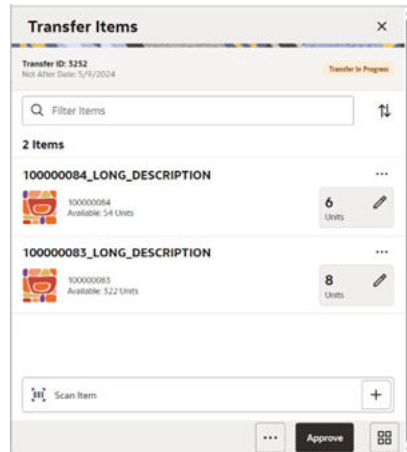 Transfer Items
Transfer ID: 3252
Not After Date: 5/9/2024
Transfer In Progress
Filter Items
2 Items
100000084_LONG_DESCRIPTION
100000084
Available: 54 Units
6
Units
100000083_LONG_DESCRIPTION
100000083
Available: 522 Units
8
Units
Scan Item
Approve